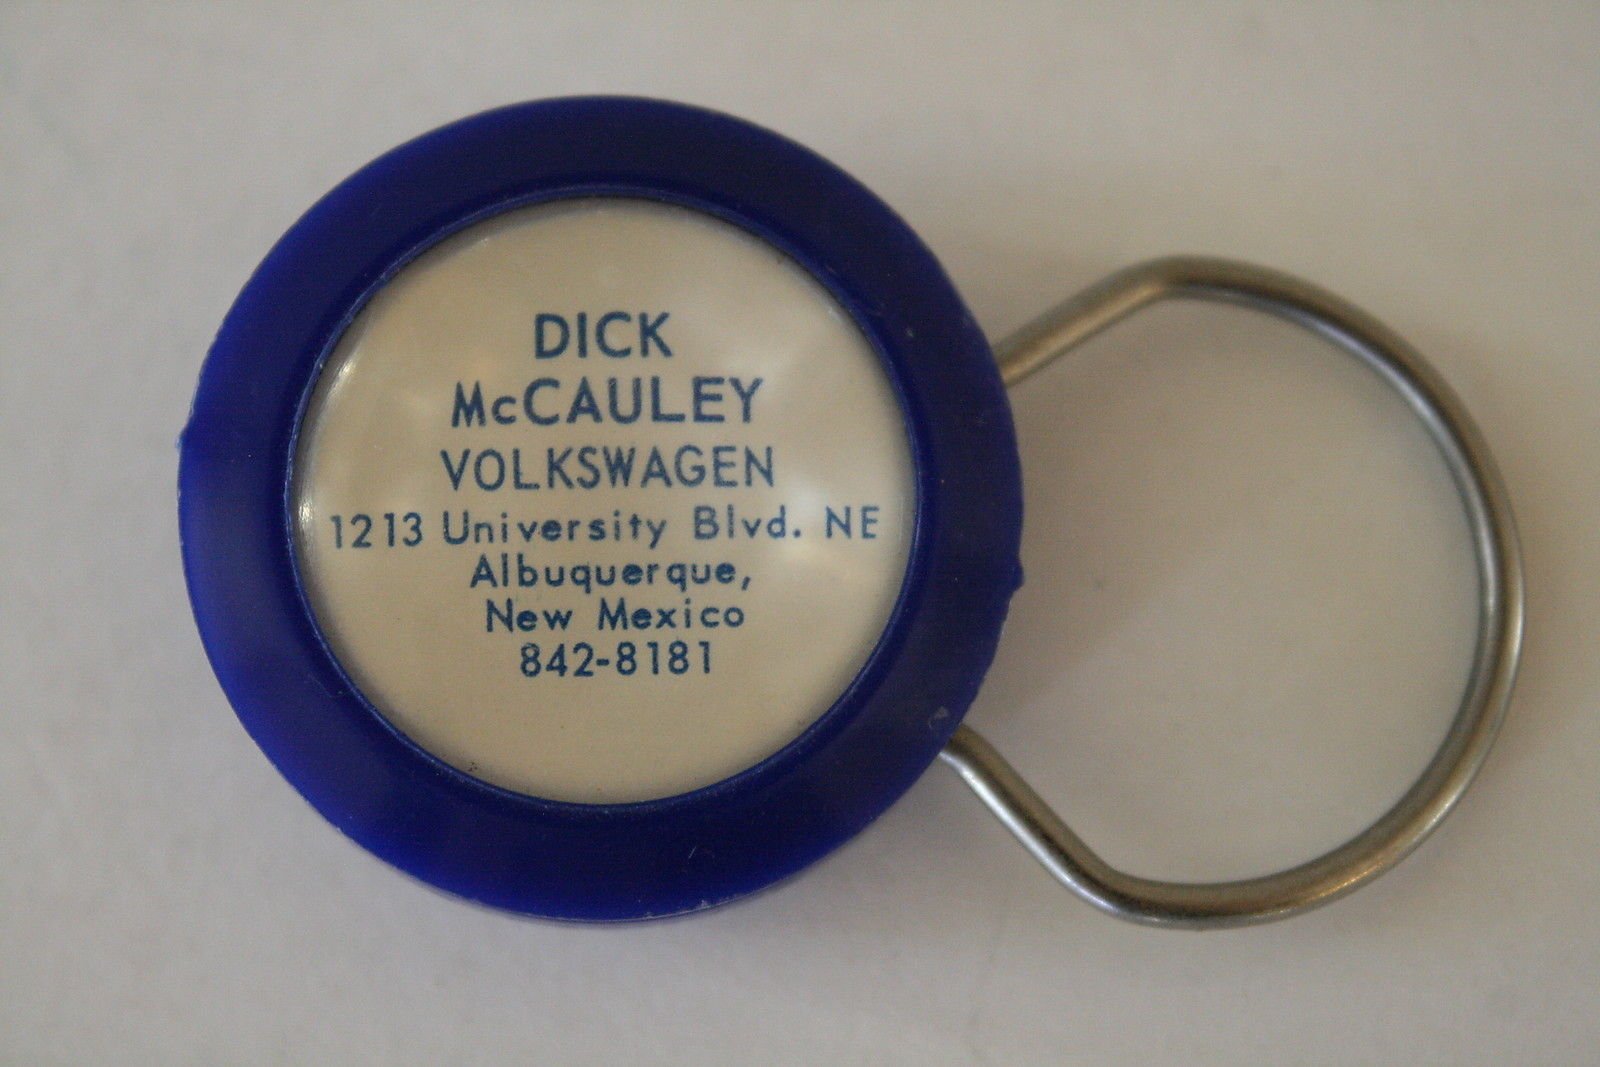 DICK
McCAULEY
VOLKSWAGEN
1213 University Blvd. NE
Albuquerque,
New Mexico
842-8181